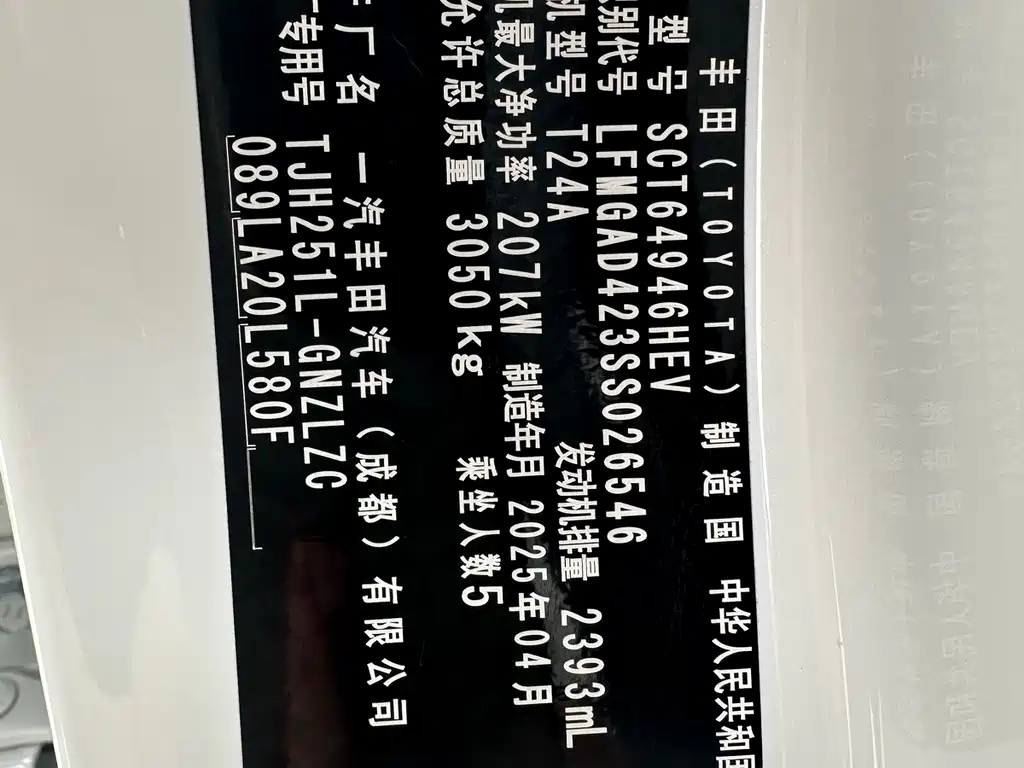 丰田(TOYOTA)制造国 中华人民共和国
型号 SCT6494 6HEV
别代号 LFMGAD423SS026546
机型号 T24A 发动机排量 2393mL
机最大净功率 207kW 制造年月 2025年04月
允许总质量 3050kg 乘坐人数5
厂名 一汽丰田汽车(成都)有限公司
专用号 TJH251L-GNZLZC
089LA20L580F